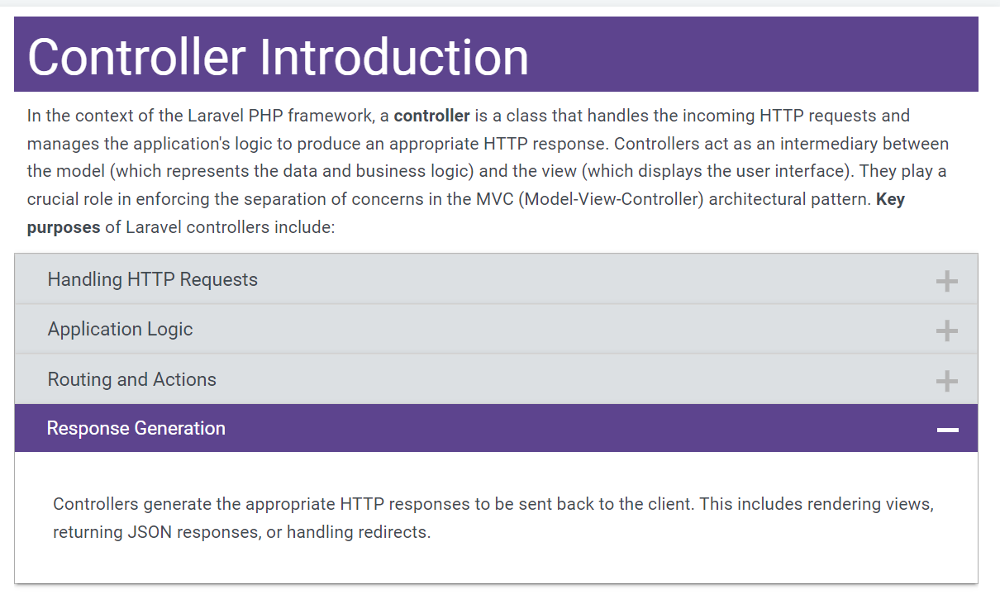 Controller Introduction
In the context of the Laravel PHP framework, a controller is a class that handles the incoming HTTP requests and
manages the application's logic to produce an appropriate HTTP response. Controllers act as an intermediary between
the model (which represents the data and business logic) and the view (which displays the user interface). They play a
crucial role in enforcing the separation of concerns in the MVC (Model-View-Controller) architectural pattern. Key
purposes of Laravel controllers include:
Handling HTTP Requests
Application Logic
Routing and Actions
Response Generation
Controllers generate the appropriate HTTP responses to be sent back to the client. This includes rendering views,
returning JSON responses, or handling redirects.